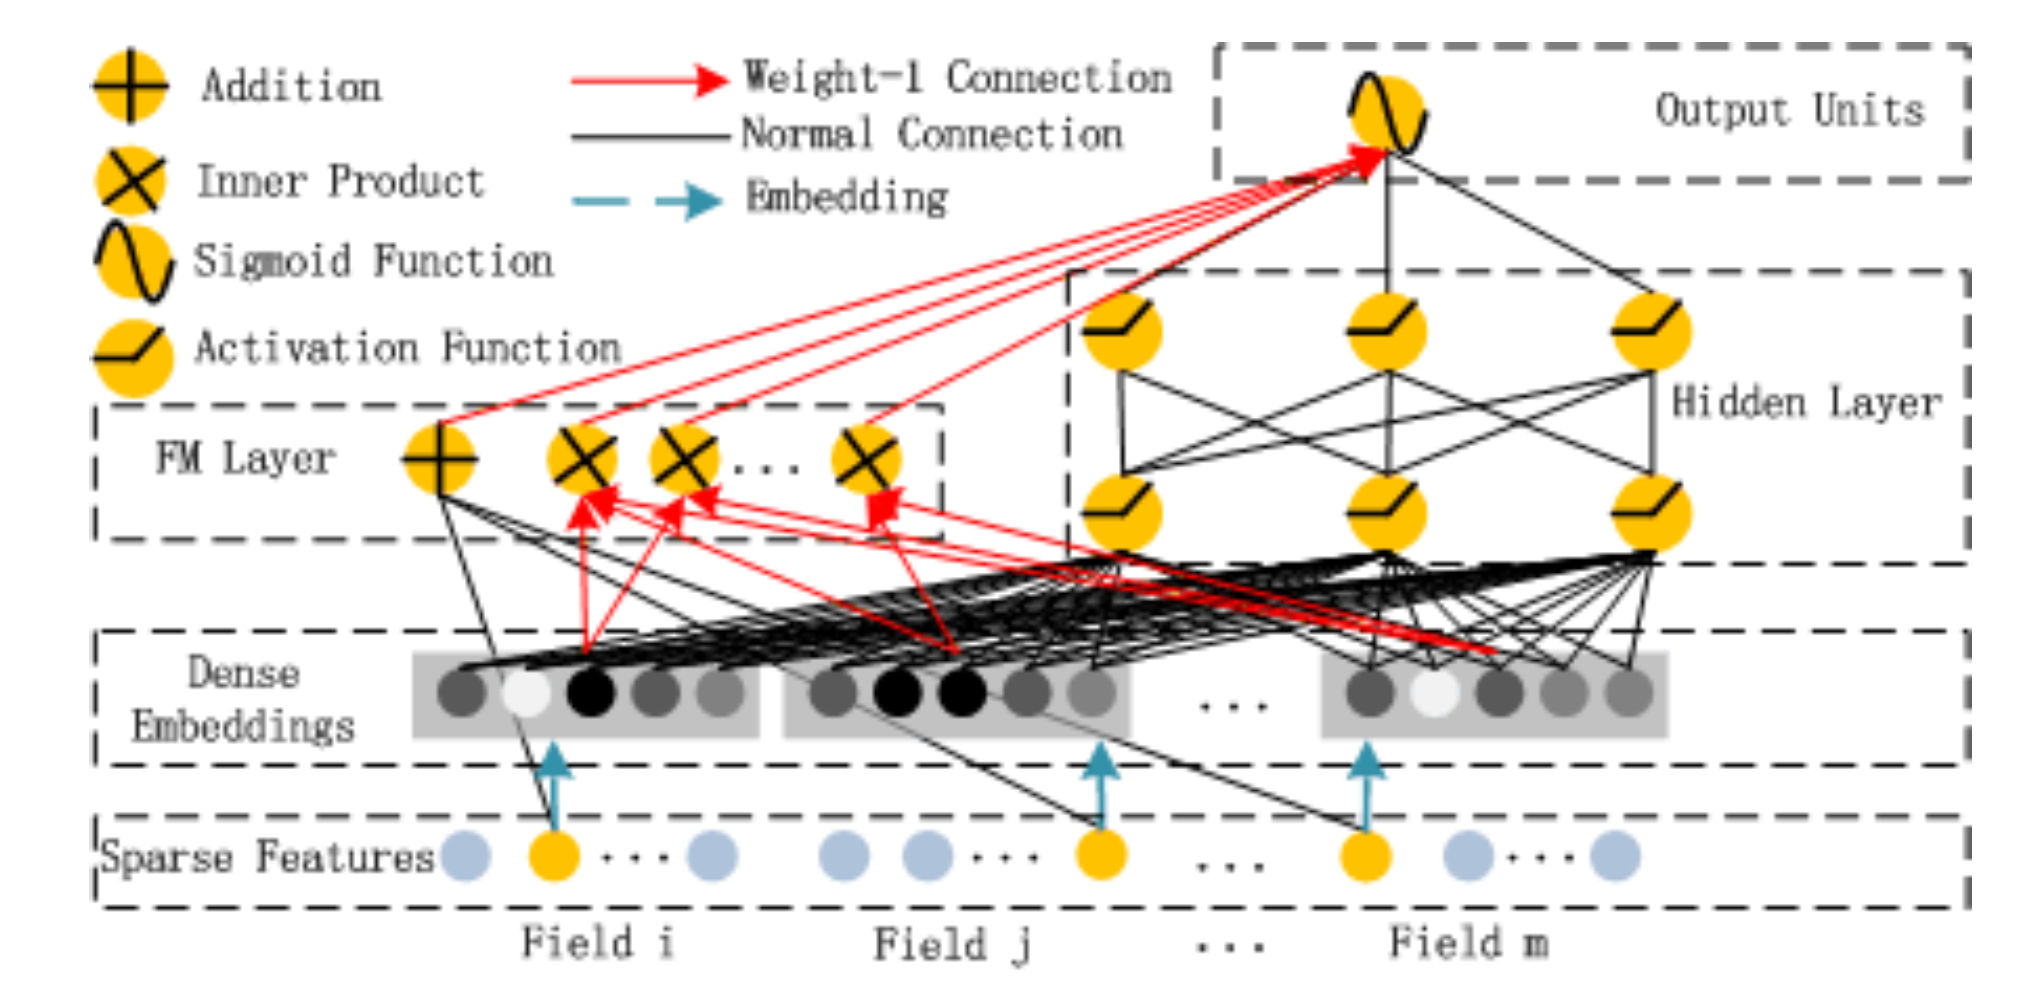 Addition
Inner Product
Sigmoid Function
Activation Function
Weight-1 Connection
Normal Connection
Embedding
Output Units
Hidden Layer
FM Layer
...
Dense
Embeddings
...
Sparse Features
... ... ... ...
Field i
Field j
...
Field m